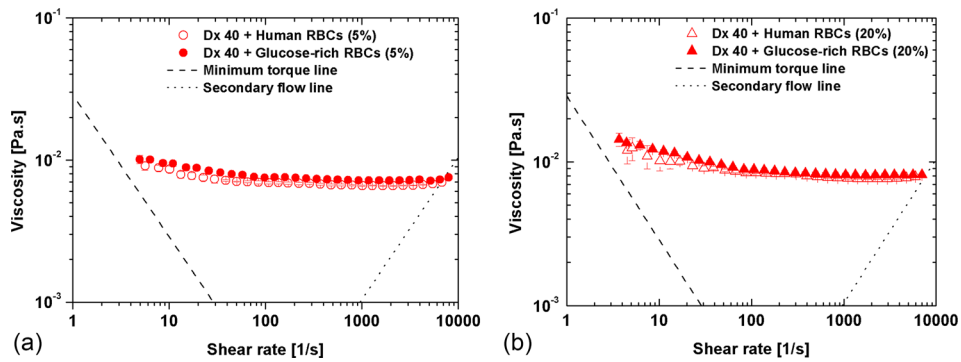 10⁻¹
Dx 40 + Human RBCs (5%)
Dx 40 + Glucose-rich RBCs (5%)
Minimum torque line
Secondary flow line
Viscosity [Pa.s]
10⁻²
10⁻³
1 10 100 1000 10000
Shear rate [1/s]
(a)
10⁻¹
Dx 40 + Human RBCs (20%)
Dx 40 + Glucose-rich RBCs (20%)
Minimum torque line
Secondary flow line
Viscosity [Pa.s]
10⁻²
10⁻³
1 10 100 1000 10000
Shear rate [1/s]
(b)